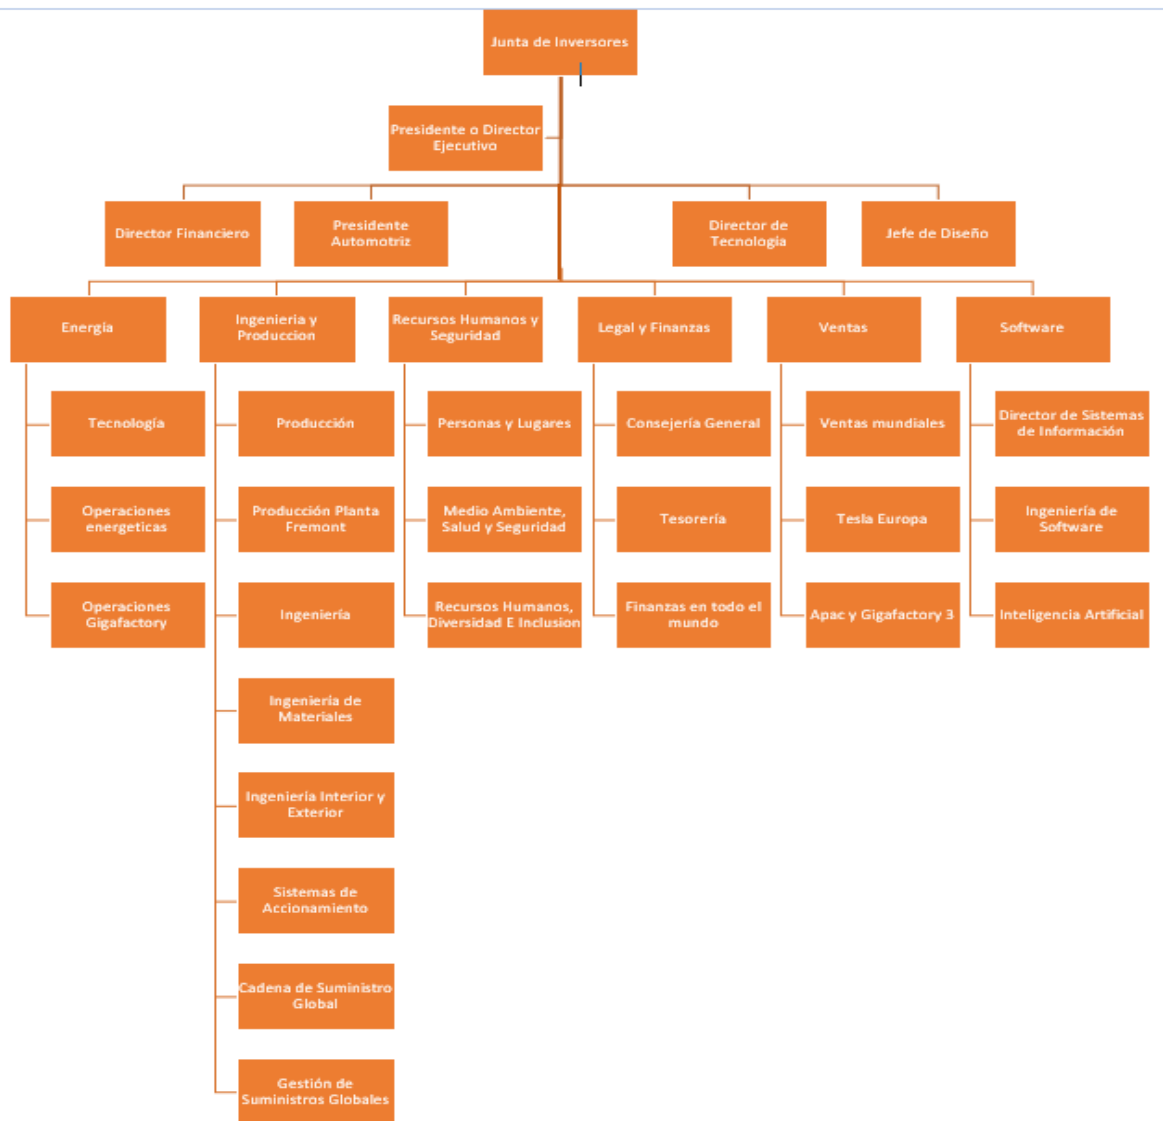 Junta de Inversores
Presidente o Director
Ejecutivo
Director Financiero
Presidente
Automotriz
Director de
Tecnología
Jefe de Diseño
Energía
Ingenieria y
Produccion
Recursos Humanos y
Seguridad
Legal y Finanzas
Ventas
Software
Tecnología
Operaciones
energeticas
Operaciones
Gigafactory
Producción
Producción Planta
Fremont
Ingeniería
Ingeniería de
Materiales
Ingeniería Interior y
Exterior
Sistemas de
Accionamiento
Cadena de Suministro
Global
Gestión de
Suministros Globales
Personas y Lugares
Medio Ambiente,
Salud y Seguridad
Recursos Humanos,
Diversidad E Inclusion
Consejería General
Tesorería
Finanzas en todo el
mundo
Ventas mundiales
Tesla Europa
Apac y Gigafactory 3
Director de Sistemas
de Información
Ingeniería de
Software
Inteligencia Artificial